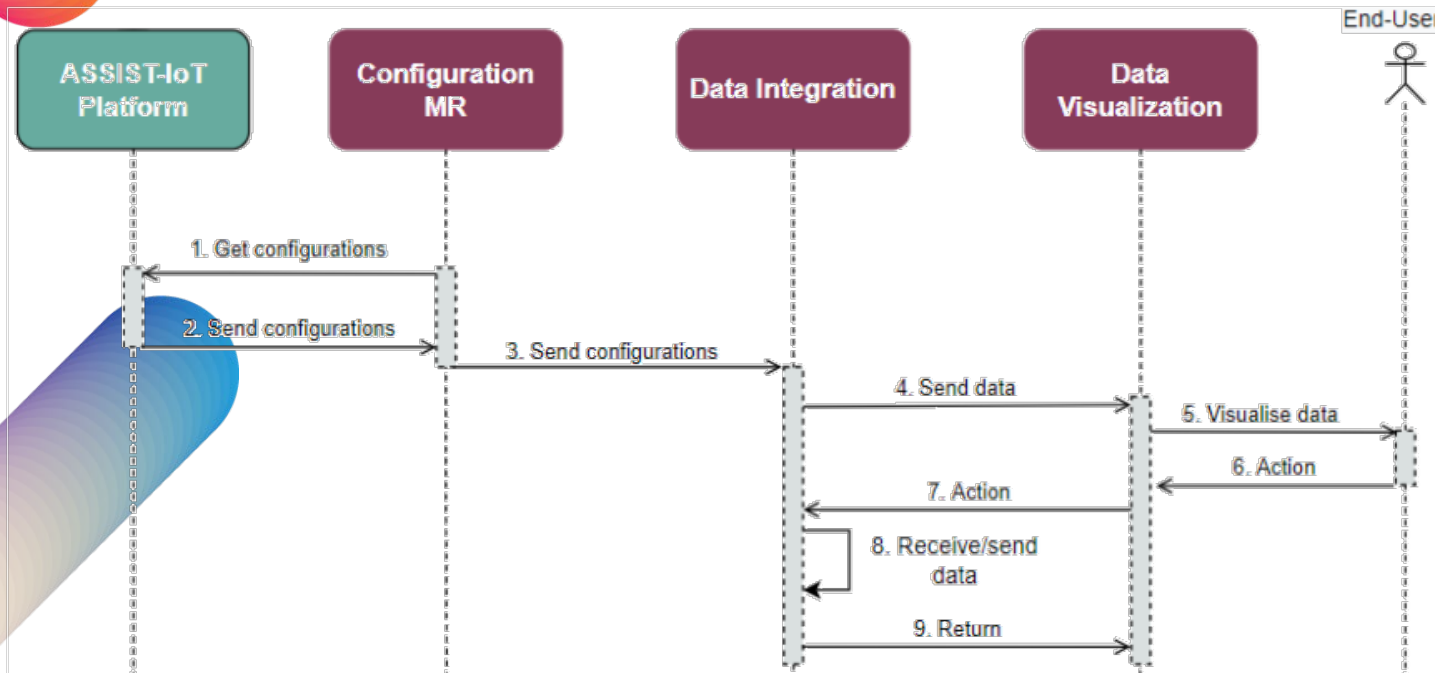 End-User
ASSIST-IoT
Platform
Configuration
MR
Data Integration
Data
Visualization
1. Get configurations
2. Send configurations
3. Send configurations
4. Send data
5. Visualise data
6. Action
7. Action
8. Receive/send
data
9. Return